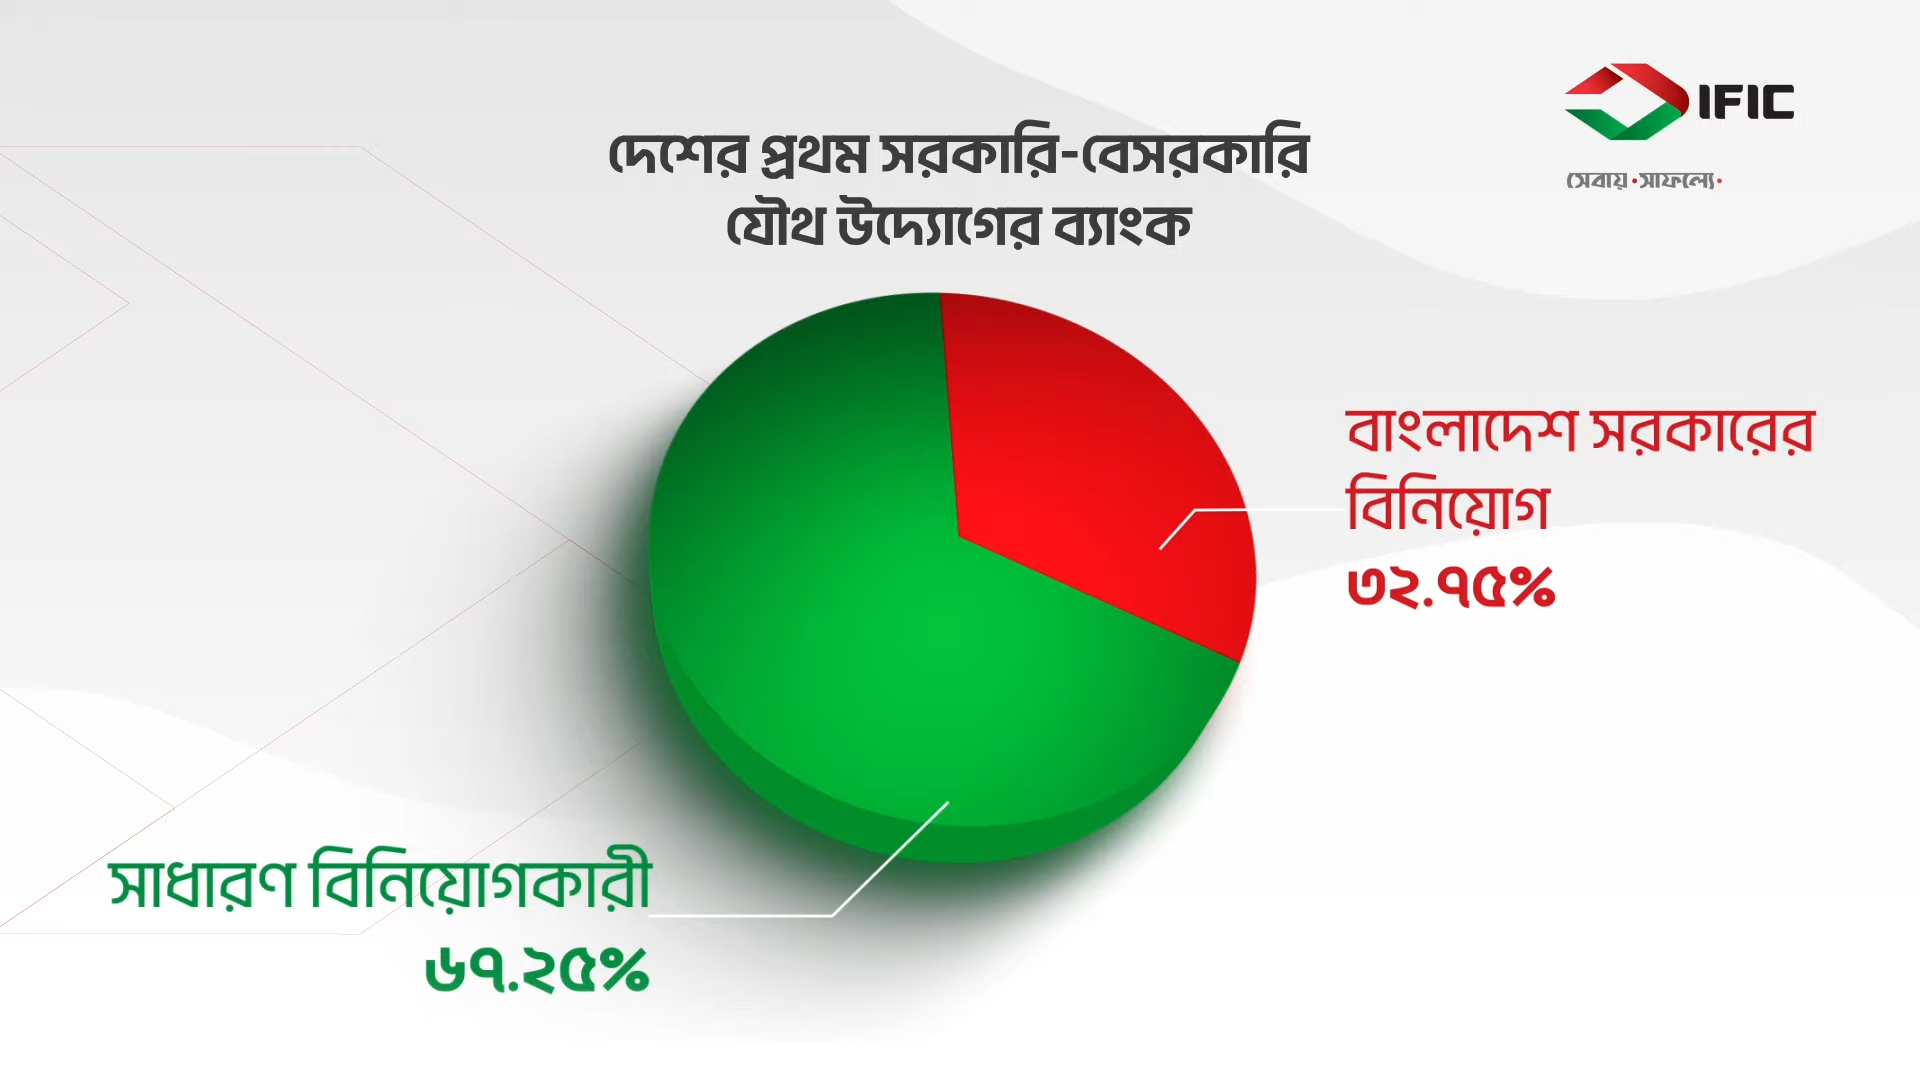 দেশের প্রথম সরকারি-বেসরকারি
যৌথ উদ্যোগের ব্যাংক
IFIC
সেবায় • সাফল্যে •
বাংলাদেশ সরকারের
বিনিয়োগ
৩২.৭৫%
সাধারণ বিনিয়োগকারী
৬৭.২৫%